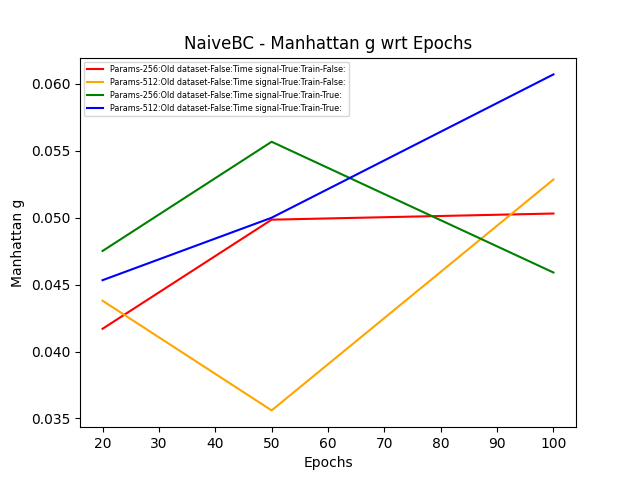 NaiveBC - Manhattan g wrt Epochs
Params-256:Old dataset-False:Time signal-True:Train-False:
Params-512:Old dataset-False:Time signal-True:Train-False:
Params-256:Old dataset-False:Time signal-True:Train-True:
Params-512:Old dataset-False:Time signal-True:Train-True:
Manhattan g
0.060
0.055
0.050
0.045
0.040
0.035
20 30 40 50 60 70 80 90 100
Epochs